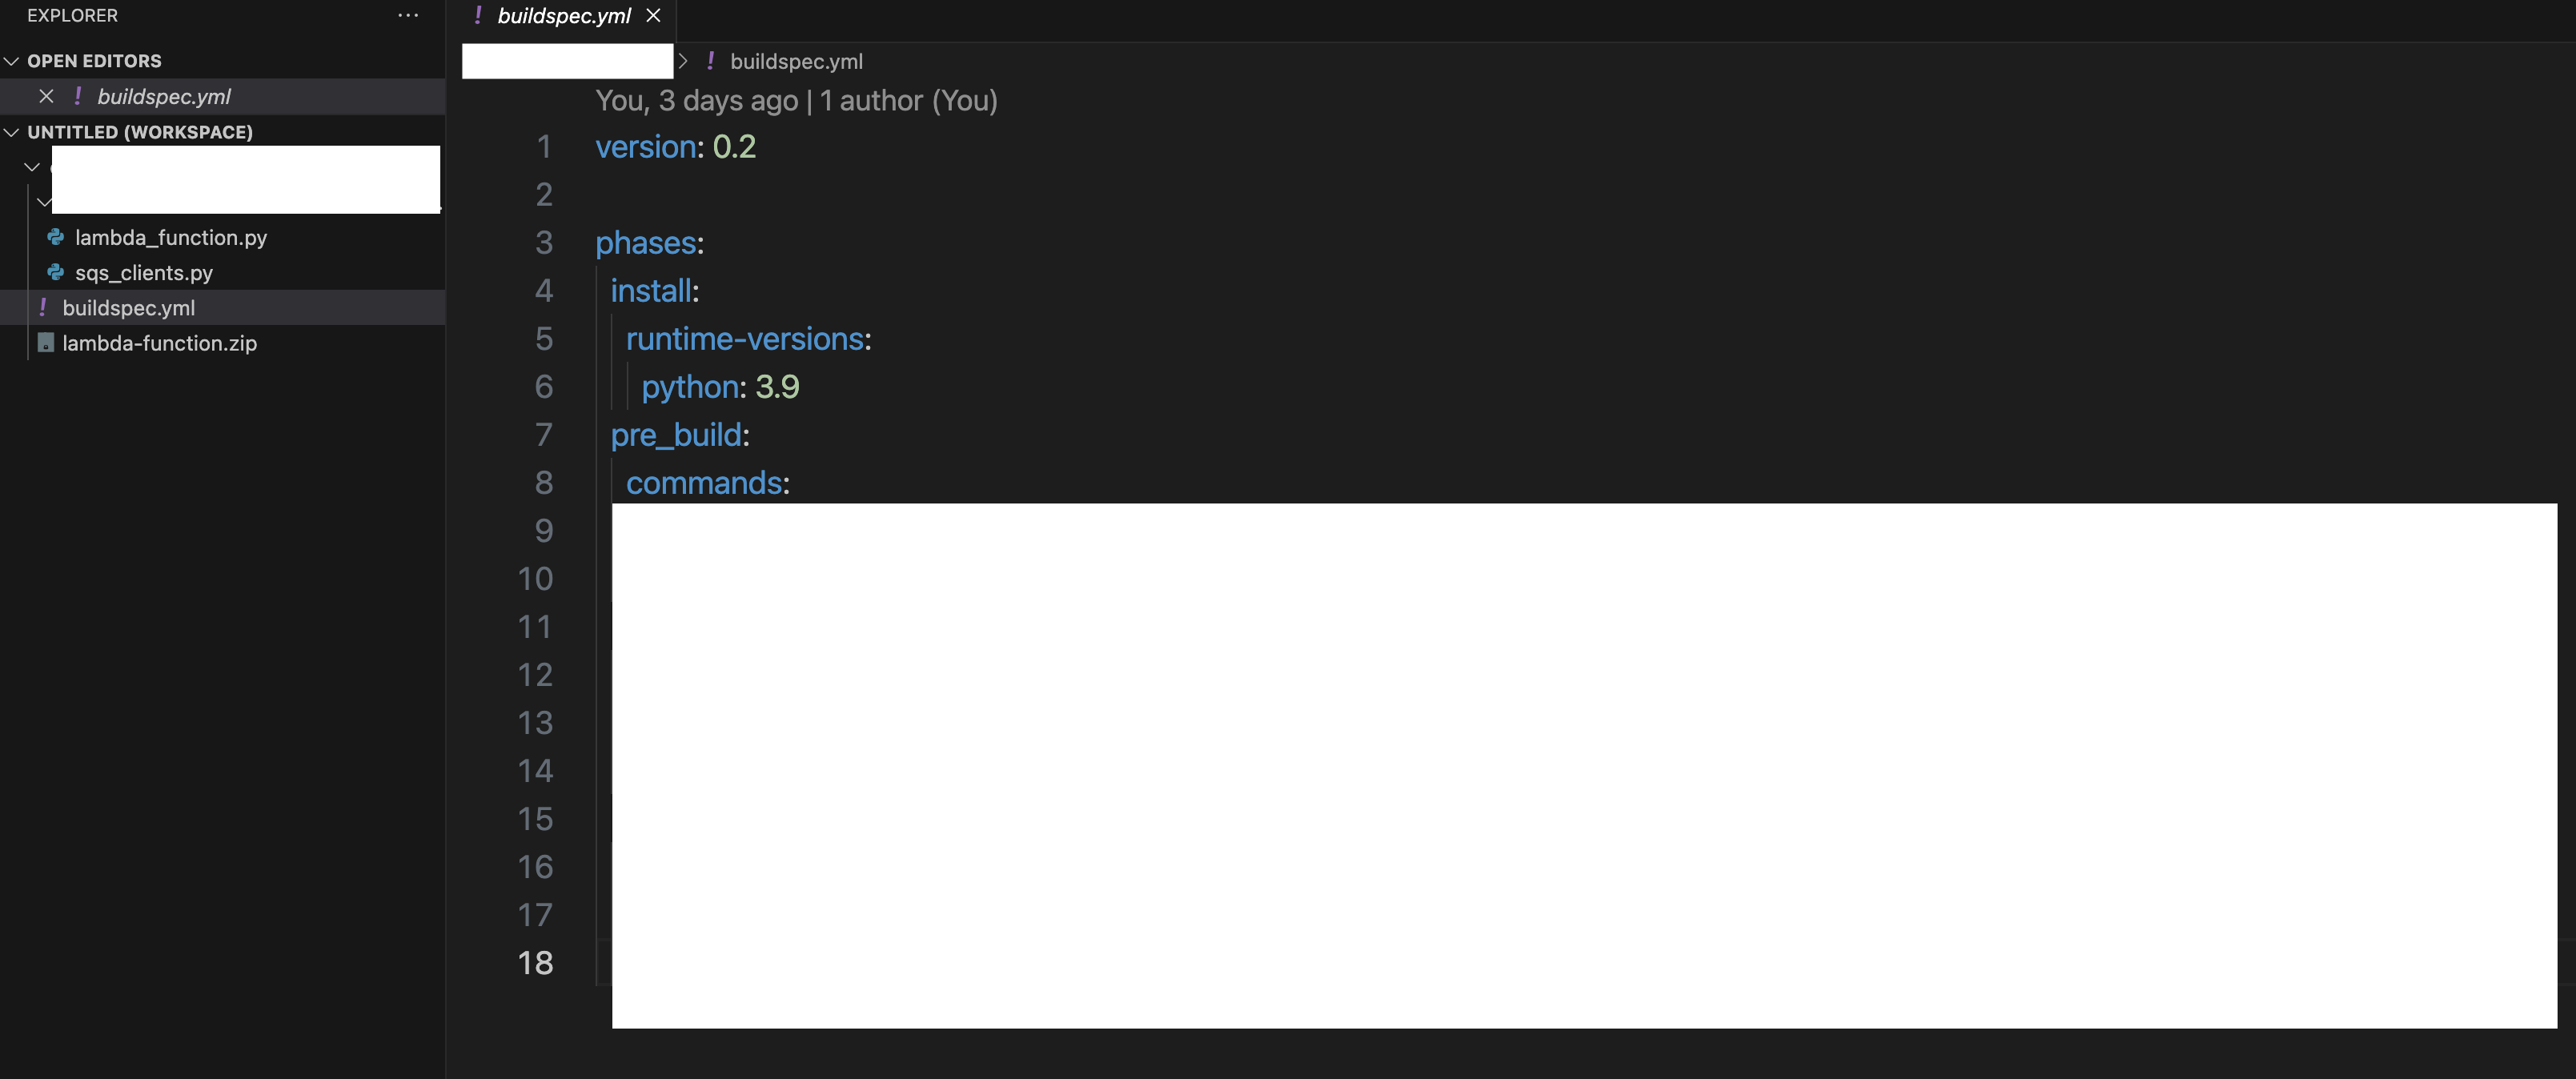 EXPLORER
OPEN EDITORS
buildspec.yml
UNTITLED (WORKSPACE)
lambda_function.py
sqs_clients.py
buildspec.yml
lambda-function.zip
buildspec.yml
buildspec.yml
You, 3 days ago | 1 author (You)
1 version: 0.2
2
3 phases:
4 install:
5 runtime-versions:
6 python: 3.9
7 pre_build:
8 commands:
9
10
11
12
13
14
15
16
17
18